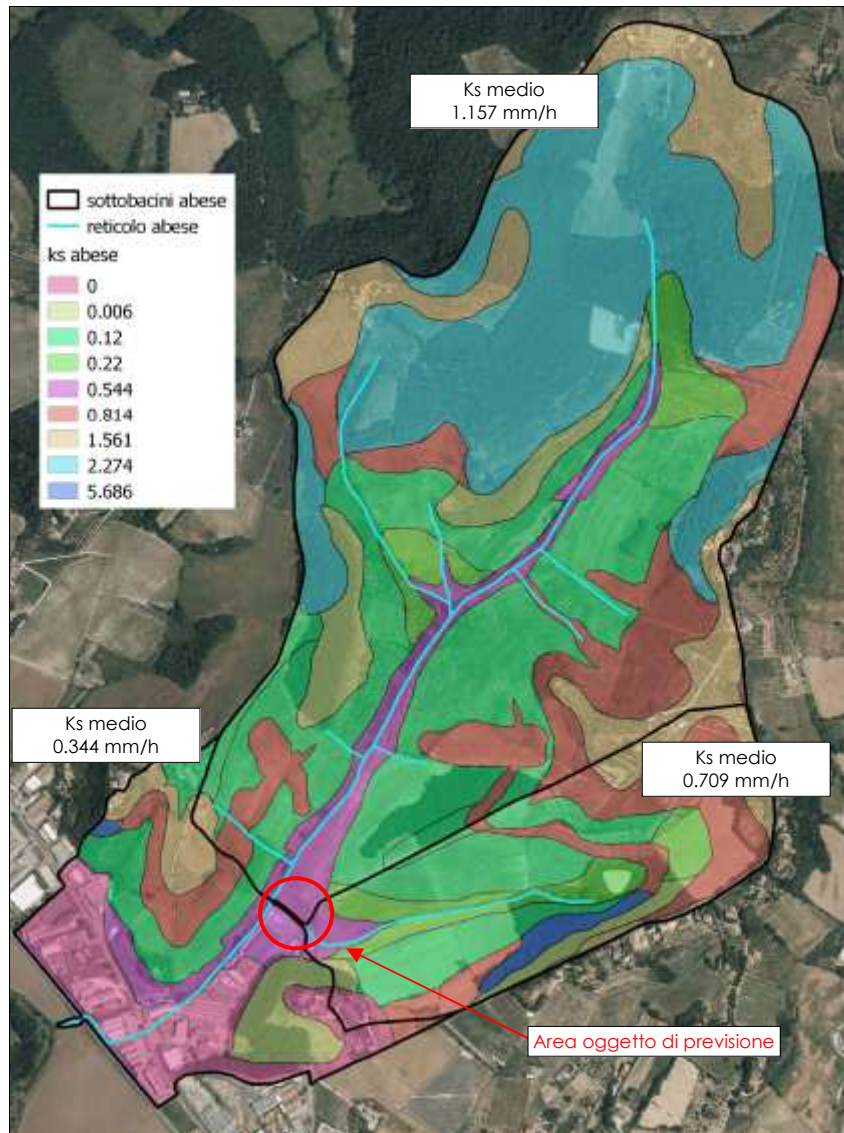 Ks medio
1.157 mm/h
sottobacini abese
reticolo abese
ks abese
0
0.006
0.12
0.22
0.544
0.814
1.561
2.274
5.686
Ks medio
0.344 mm/h
Ks medio
0.709 mm/h
Area oggetto di previsione